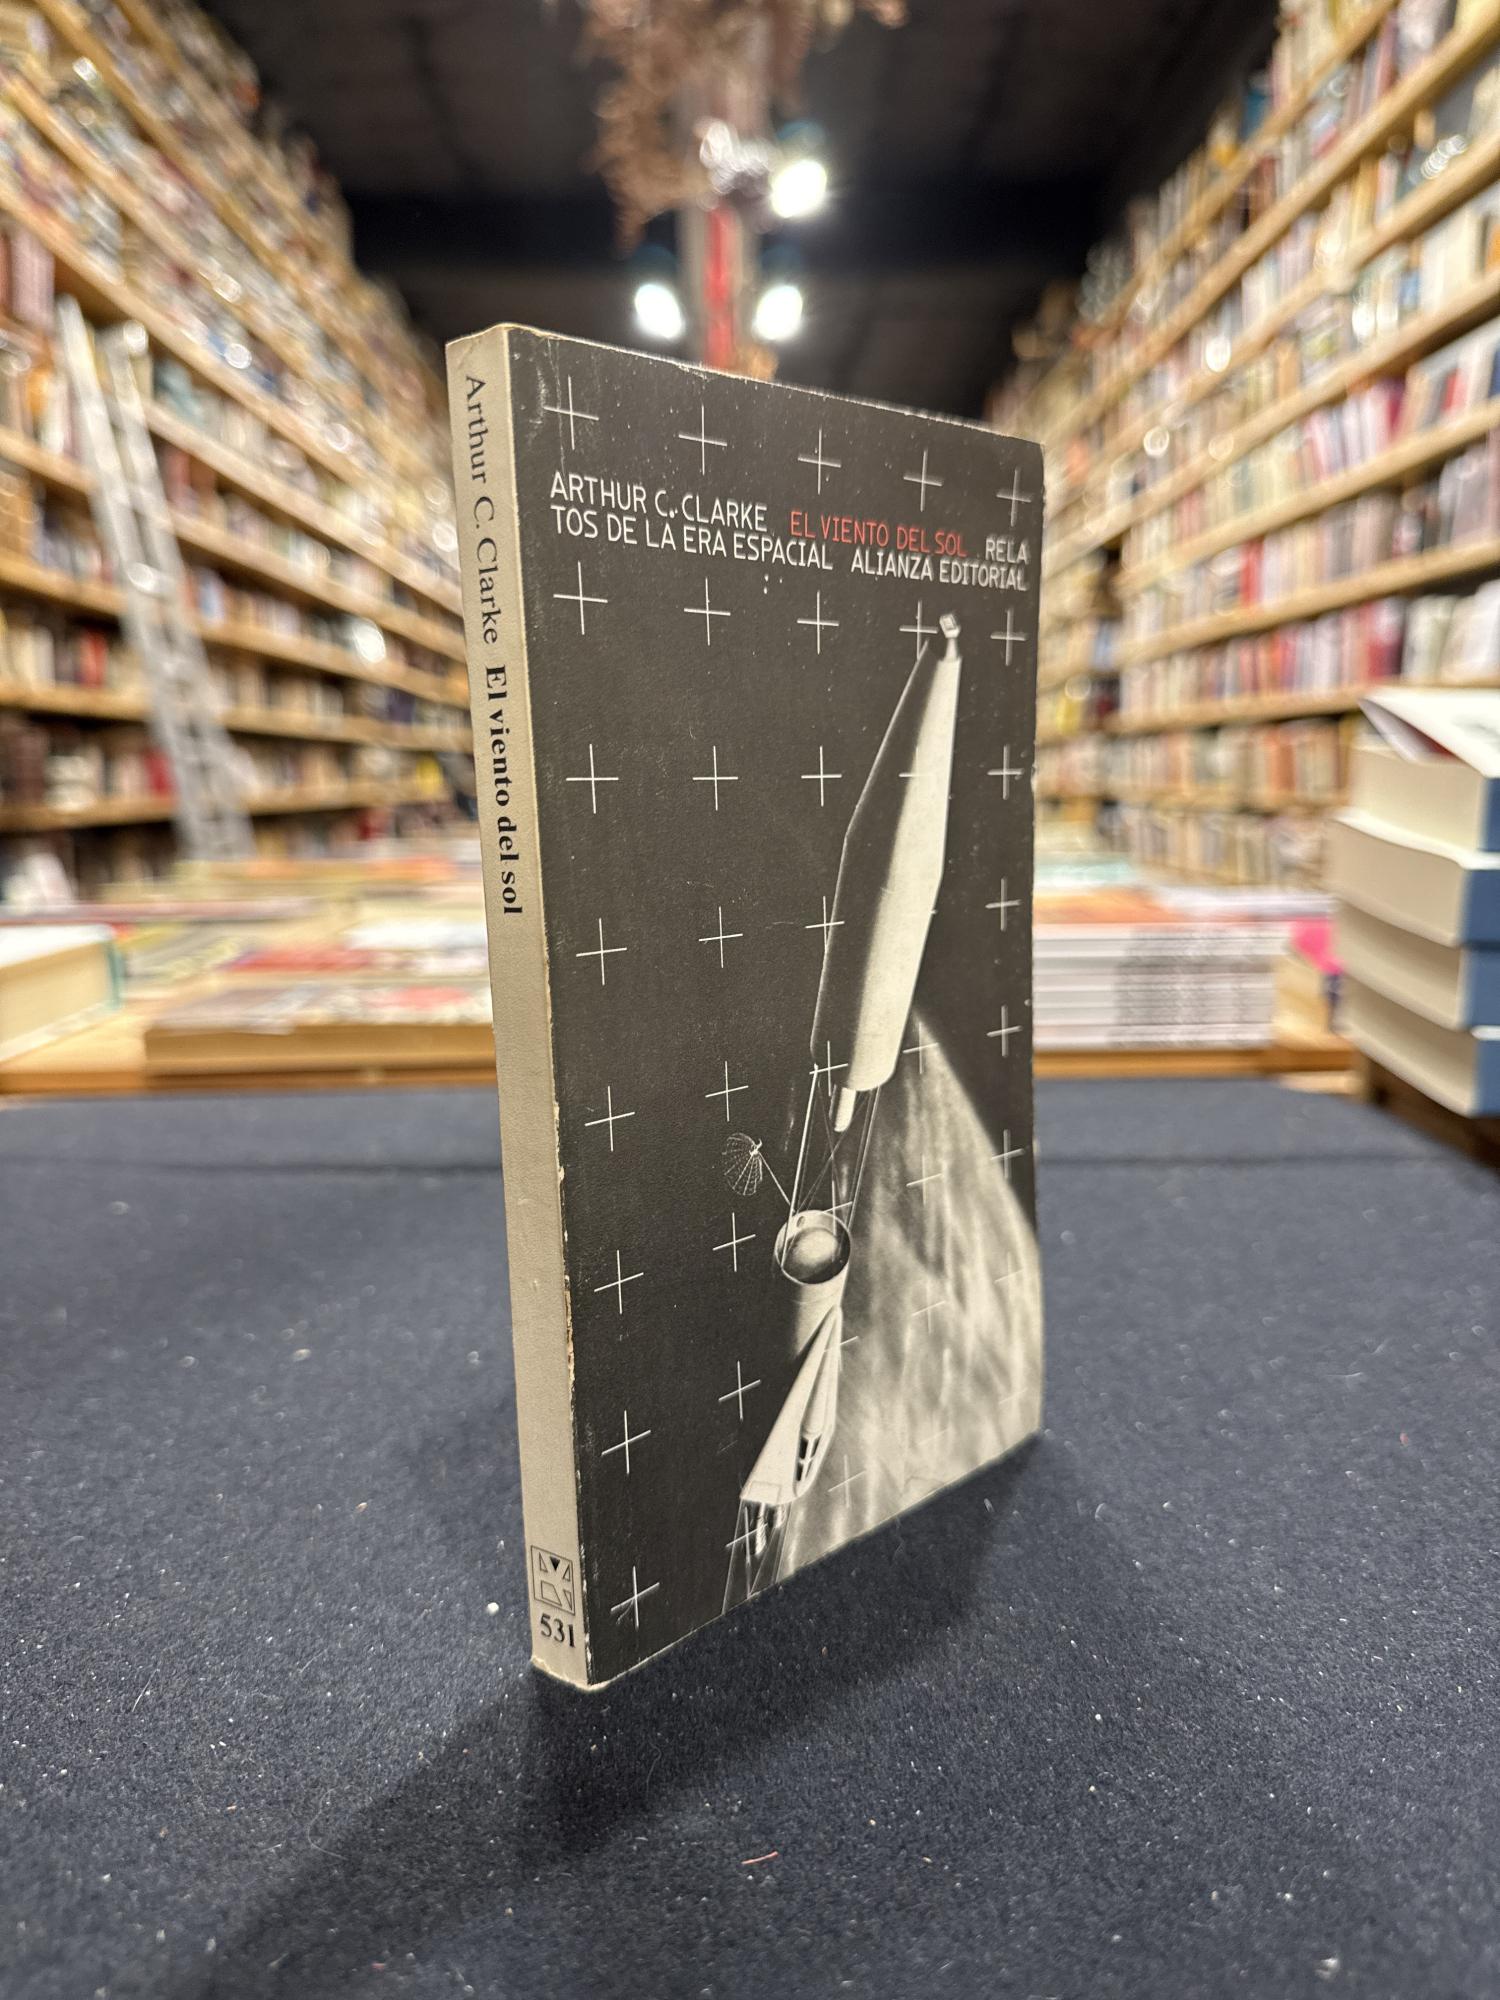 Arthur C. Clarke El viento del sol
531
ARTHUR C. CLARKE EL VIENTO DEL SOL RELA
TOS DE LA ERA ESPACIAL ALIANZA EDITORIAL